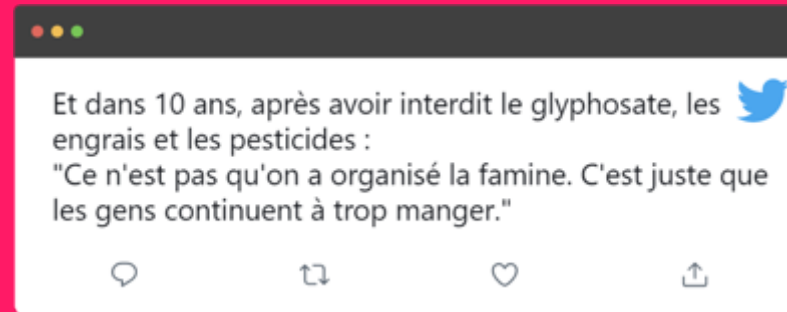 Et dans 10 ans, après avoir interdit le glyphosate, les
engrais et les pesticides :
"Ce n'est pas qu'on a organisé la famine. C'est juste que
les gens continuent à trop manger."